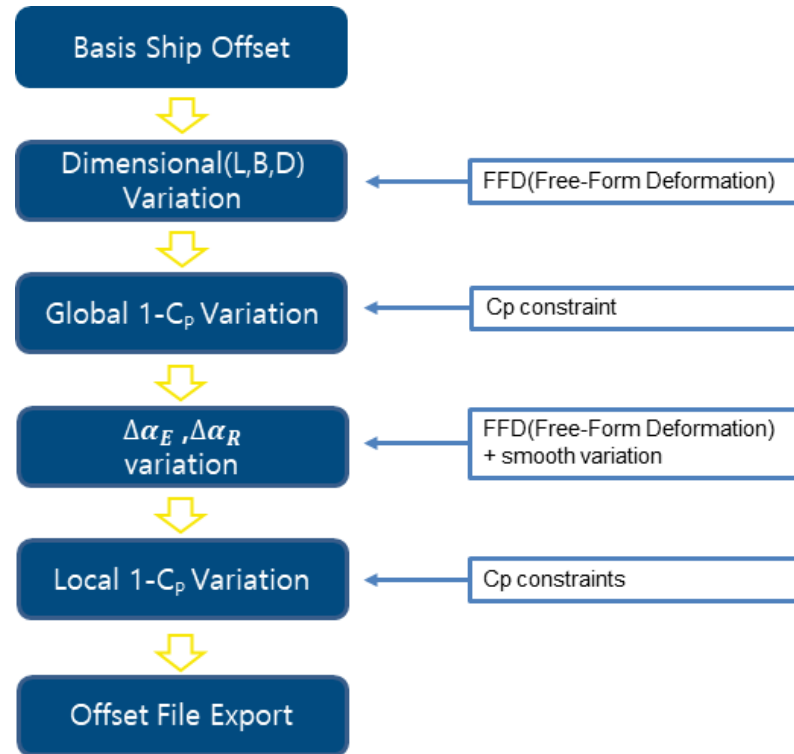 Basis Ship Offset
Dimensional(L,B,D)
Variation
FFD(Free-Form Deformation)
Global 1-Cₚ Variation
Cp constraint
Δα_E ,Δα_R
variation
FFD(Free-Form Deformation)
+ smooth variation
Local 1-Cₚ Variation
Cp constraints
Offset File Export